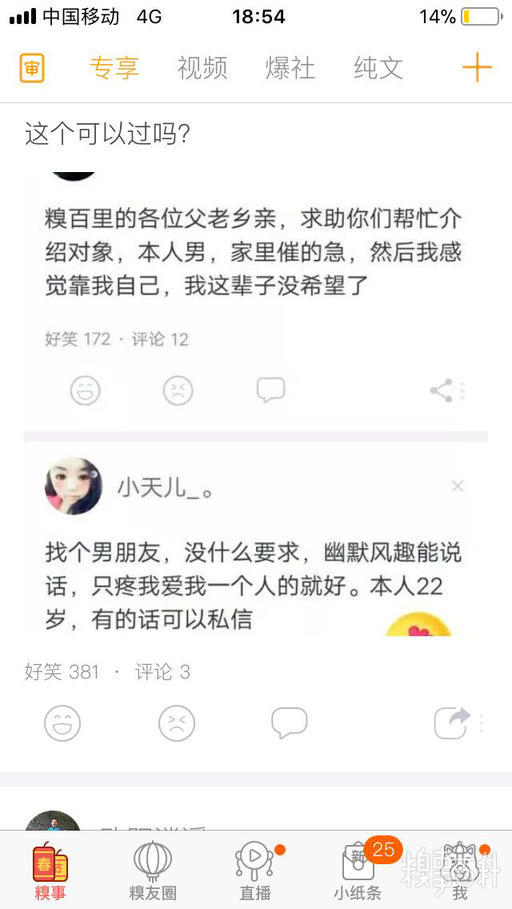 中国移动 4G 18:54 14%
审 专享 视频 爆社 纯文
这个可以过吗?
糗百里的各位父老乡亲，求助你们帮忙介
绍对象，本人男，家里催的急，然后我感
觉靠我自己，我这辈子没希望了
好笑 172 · 评论 12
小天儿_。
找个男朋友，没什么要求，幽默风趣能说
话，只疼我爱我一个人的就好。本人22
岁，有的话可以私信
好笑 381 · 评论 3
春节
新 25
糗事 糗友圈 直播 小纸条 我
糗事百科